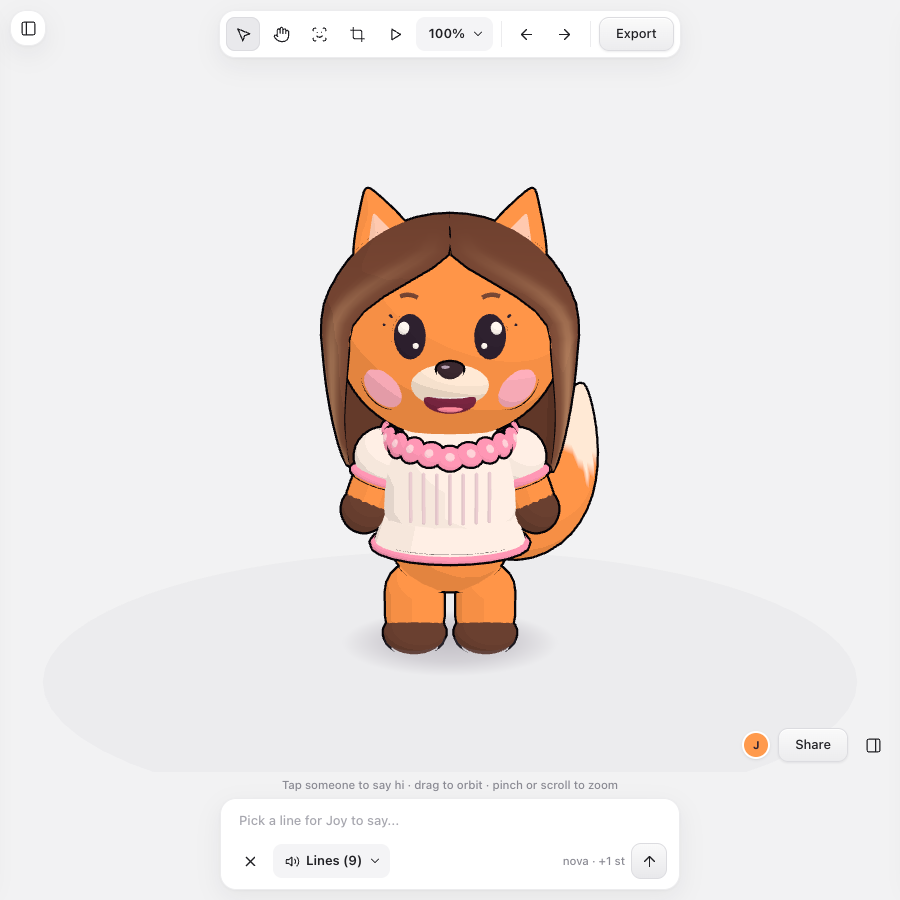 100%
Export
J
Share
Tap someone to say hi · drag to orbit · pinch or scroll to zoom
Pick a line for Joy to say...
Lines (9)
nova · +1 st